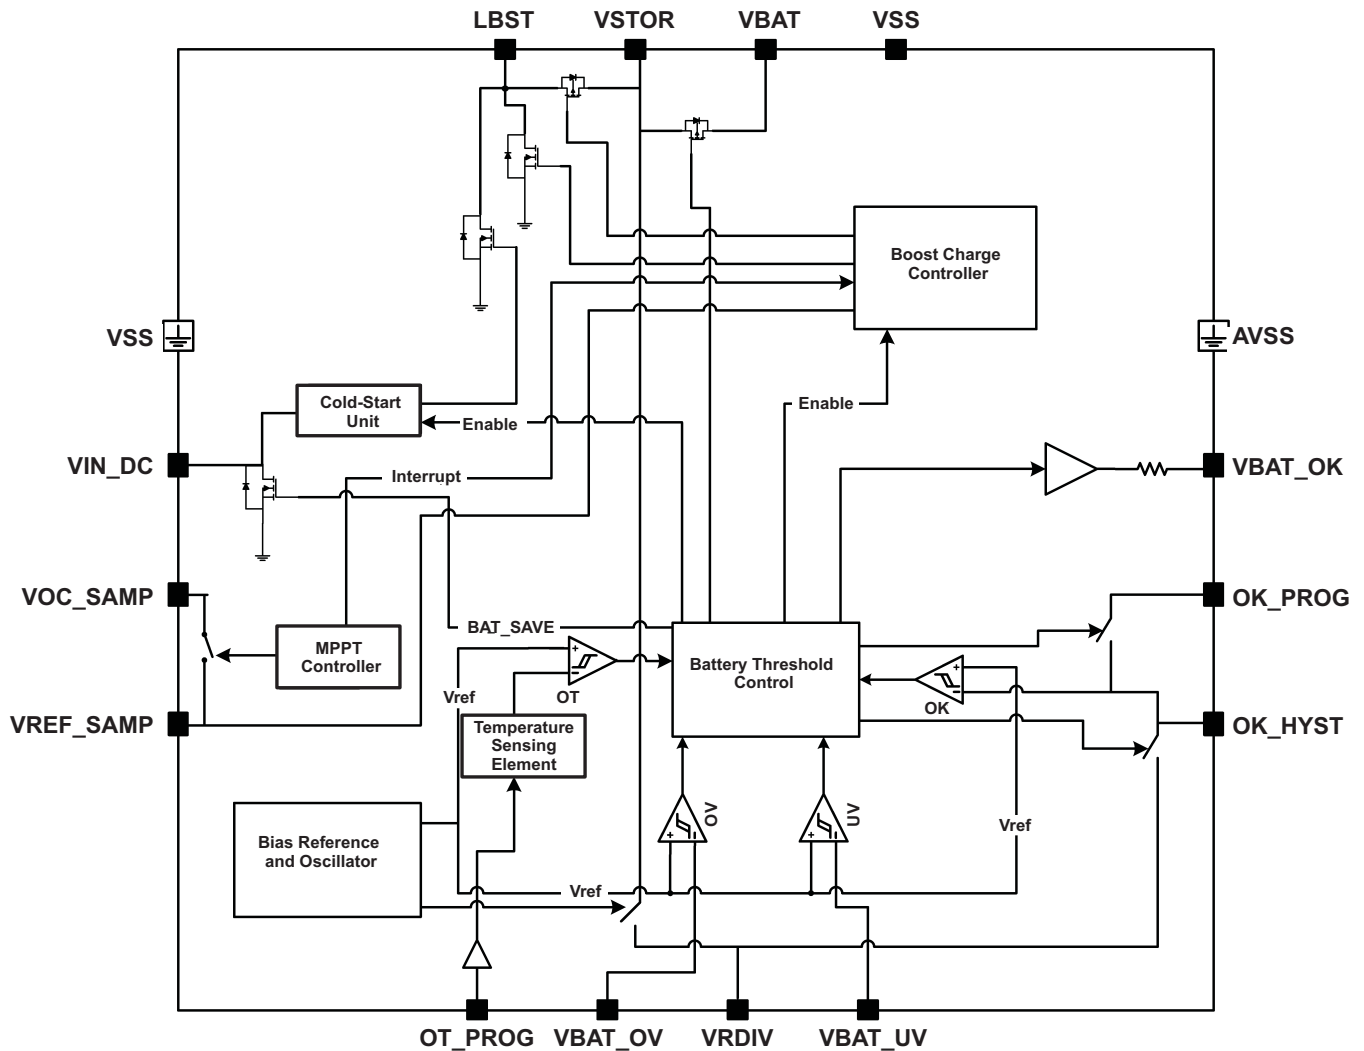 LBST VSTOR VBAT VSS
Boost Charge
Controller
VSS
AVSS
Cold-Start
Unit
Enable
Enable
VIN_DC
Interrupt
VBAT_OK
VOC_SAMP
OK_PROG
BAT_SAVE
MPPT
Controller
+
-
OT
Battery Threshold
Control
+
-
OK
Vref
VREF_SAMP
OK_HYST
Temperature
Sensing
Element
OV
+
-
UV
+
-
Vref
Bias Reference
and Oscillator
Vref
OT_PROG VBAT_OV VRDIV VBAT_UV